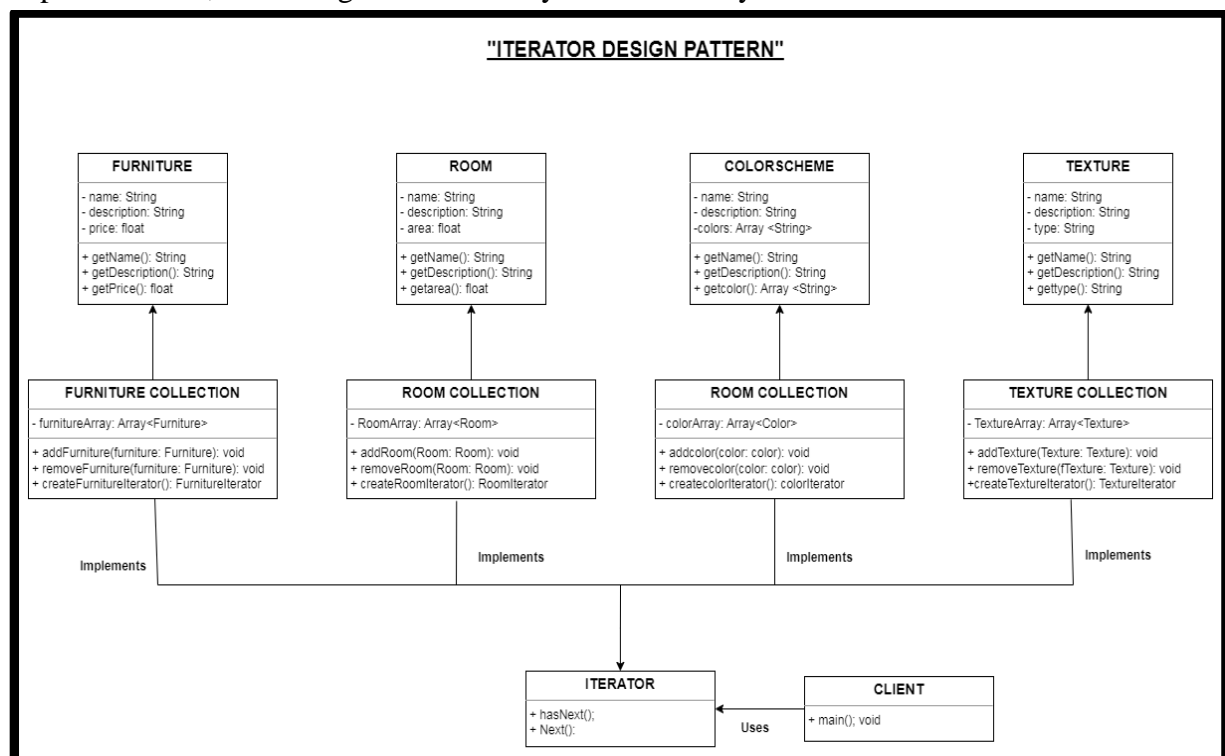 "ITERATOR DESIGN PATTERN"
FURNITURE
- name: String
- description: String
- price: float
+ getName(): String
+ getDescription(): String
+ getPrice(): float
ROOM
- name: String
- description: String
- area: float
+ getName(): String
+ getDescription(): String
+ getarea(): float
COLORSCHEME
- name: String
- description: String
-colors: Array <String>
+ getName(): String
+ getDescription(): String
+ getcolor(): Array <String>
TEXTURE
- name: String
- description: String
- type: String
+ getName(): String
+ getDescription(): String
+ gettype(): String
FURNITURE COLLECTION
- furnitureArray: Array<Furniture>
+ addFurniture(furniture: Furniture): void
+ removeFurniture(furniture: Furniture): void
+ createFurnitureIterator(): FurnitureIterator
ROOM COLLECTION
- RoomArray: Array<Room>
+ addRoom(Room: Room): void
+ removeRoom(Room: Room): void
+ createRoomIterator(): RoomIterator
ROOM COLLECTION
- colorArray: Array<Color>
+ addcolor(color: color): void
+ removecolor(color: color): void
+ createcolorIterator(): colorIterator
TEXTURE COLLECTION
- TextureArray: Array<Texture>
+ addTexture(Texture: Texture): void
+ removeTexture(fTexture: Texture): void
+createTextureIterator(): TextureIterator
Implements
Implements
Implements
Implements
ITERATOR
+ hasNext();
+ Next():
Uses
CLIENT
+ main(); void